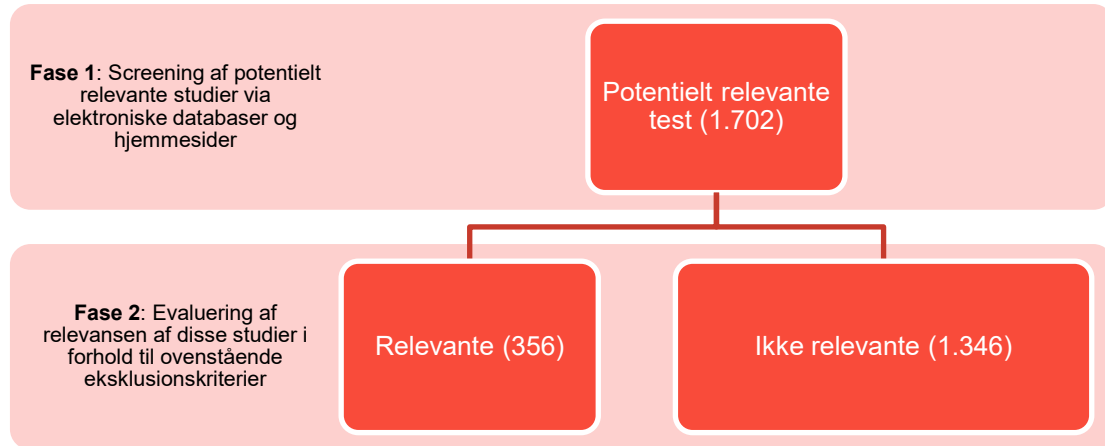 Fase 1: Screening af potentielt
relevante studier via
elektroniske databaser og
hjemmesider
Potentielt relevante
test (1.702)
Fase 2: Evaluering af
relevansen af disse studier i
forhold til ovenstående
eksklusionskriterier
Relevante (356)
Ikke relevante (1.346)